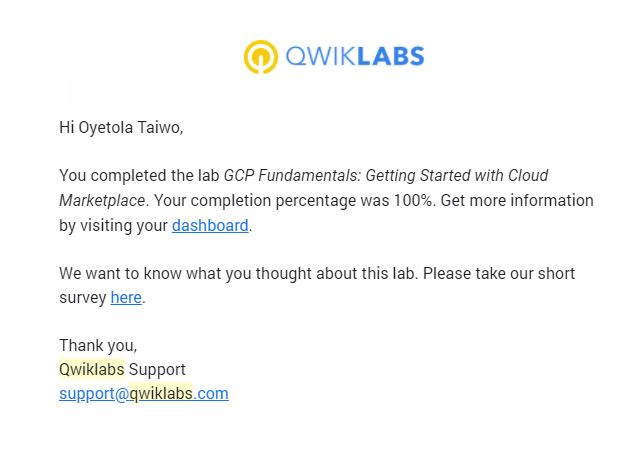 QWIKLABS
Hi Oyetola Taiwo,
You completed the lab GCP Fundamentals: Getting Started with Cloud
Marketplace. Your completion percentage was 100%. Get more information
by visiting your dashboard.
We want to know what you thought about this lab. Please take our short
survey here.
Thank you,
Qwiklabs Support
support@qwiklabs.com